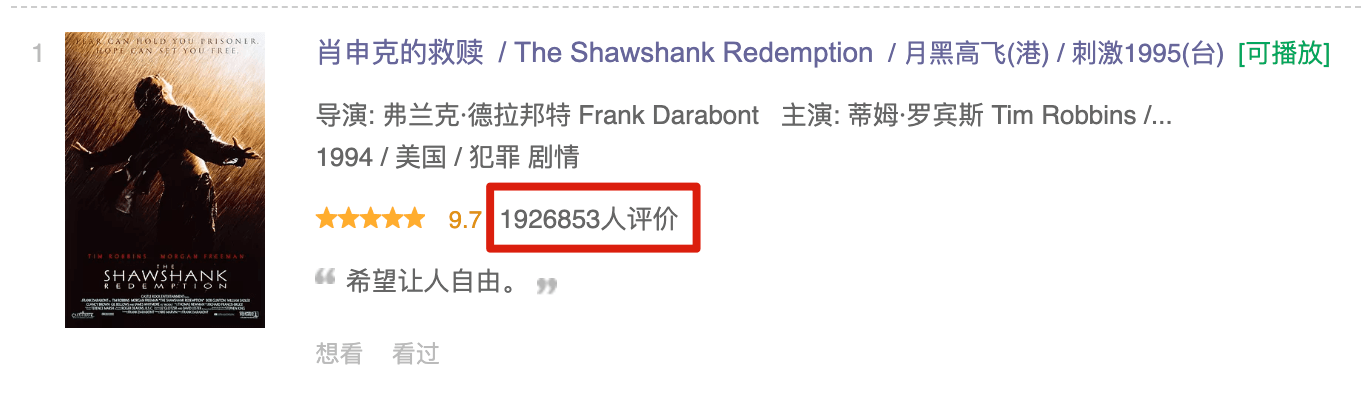 1
肖申克的救赎 / The Shawshank Redemption / 月黑高飞(港) / 刺激1995(台) [可播放]
导演: 弗兰克·德拉邦特 Frank Darabont 主演: 蒂姆·罗宾斯 Tim Robbins /...
1994 / 美国 / 犯罪 剧情
9.7 1926853人评价
“ 希望让人自由。 ”
想看 看过
FEAR CAN HOLD YOU PRISONER.
HOPE CAN SET YOU FREE.
TIM ROBBINS MORGAN FREEMAN
THE
SHAWSHANK
REDEMPTION